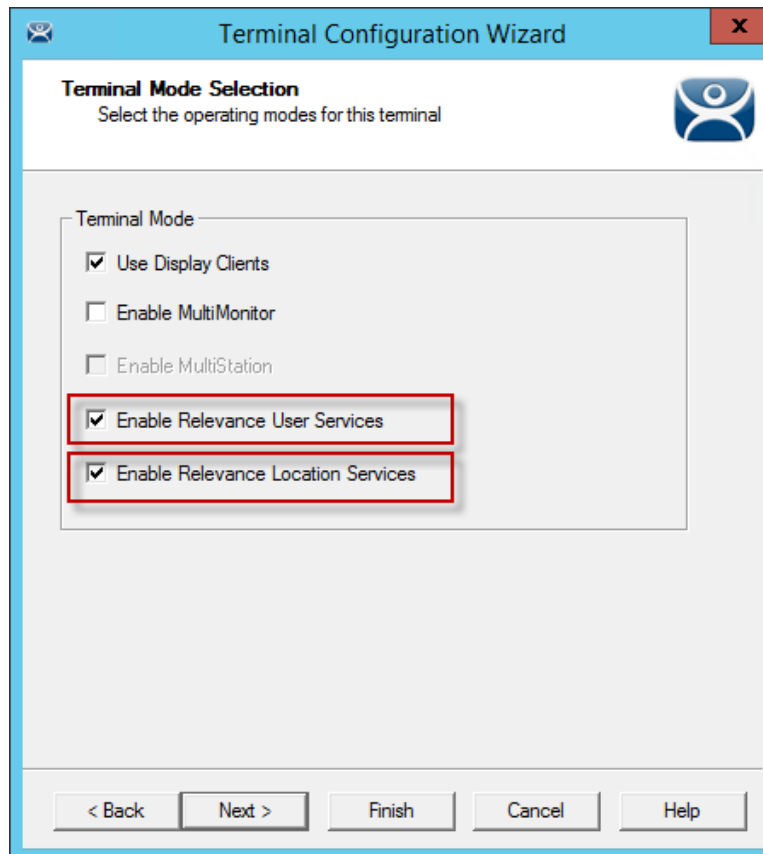 Terminal Configuration Wizard
x
Terminal Mode Selection
Select the operating modes for this terminal
Terminal Mode
Use Display Clients
Enable MultiMonitor
Enable MultiStation
Enable Relevance User Services
Enable Relevance Location Services
< Back Next > Finish Cancel Help